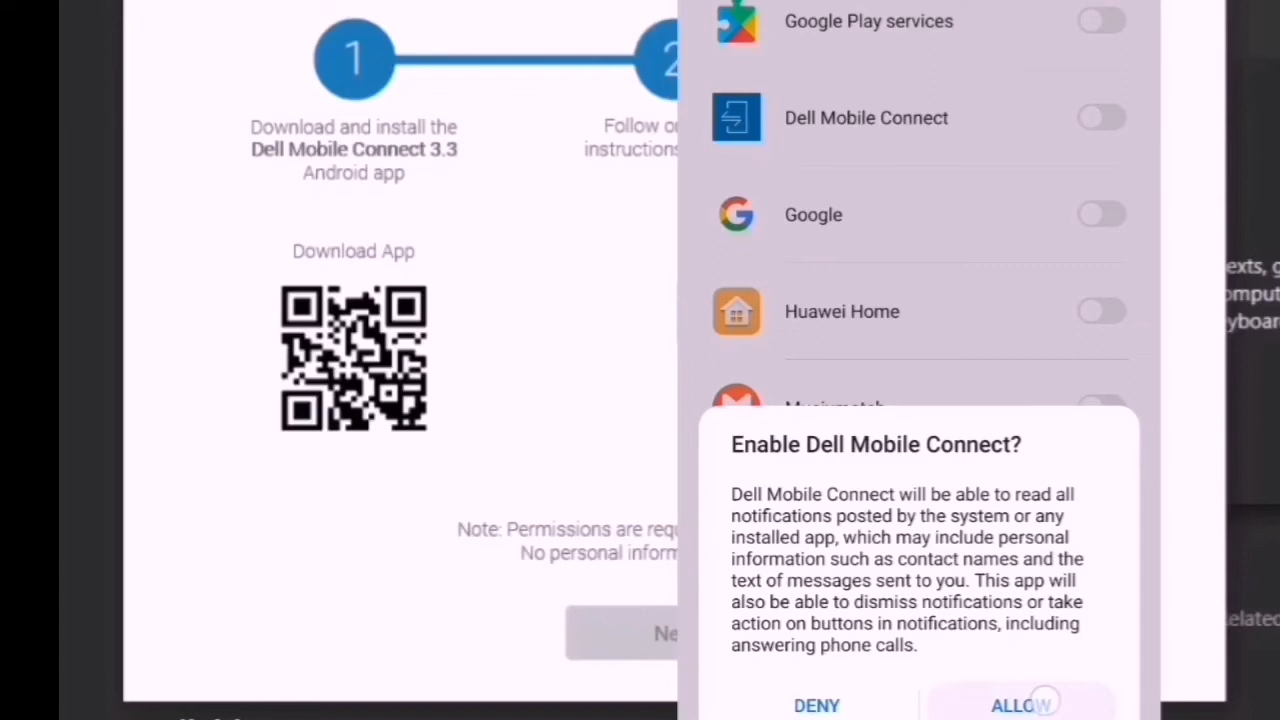 1
2
Download and install the
Dell Mobile Connect 3.3
Android app
Follow
instructions
Download App
Note: Permissions are
No personal
Google Play services
Dell Mobile Connect
Google
Huawei Home
Enable Dell Mobile Connect?
Dell Mobile Connect will be able to read all
notifications posted by the system or any
installed app, which may include personal
information such as contact names and the
text of messages sent to you. This app will
also be able to dismiss notifications or take
action on buttons in notifications, including
answering phone calls.
DENY
ALLOW